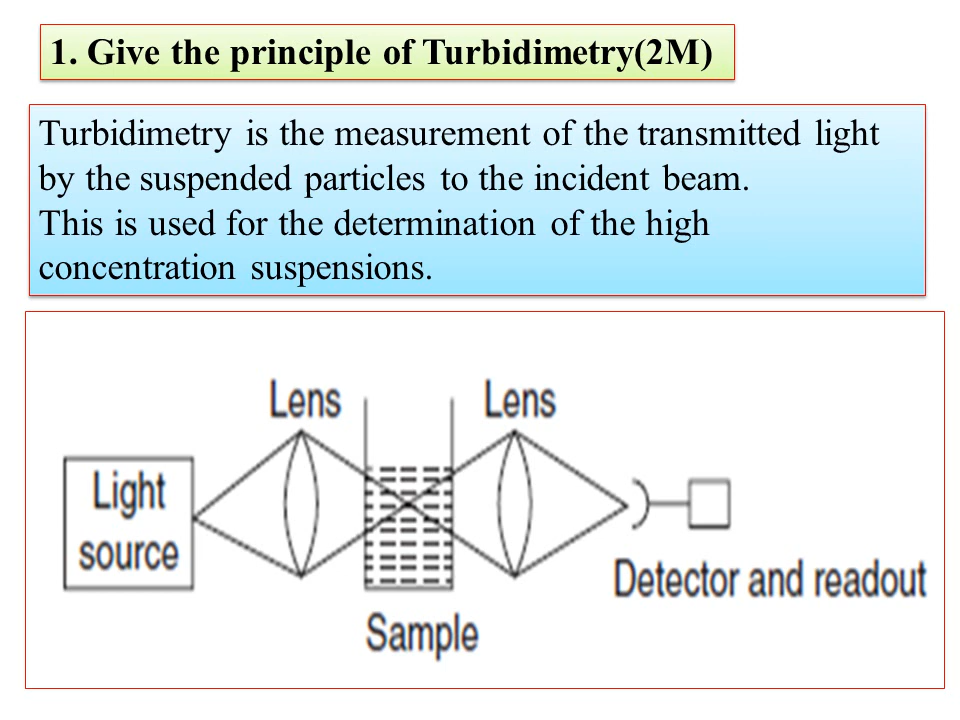 1. Give the principle of Turbidimetry(2M)
Turbidimetry is the measurement of the transmitted light
by the suspended particles to the incident beam.
This is used for the determination of the high
concentration suspensions.
Lens
Lens
Light
source
Detector and readout
Sample